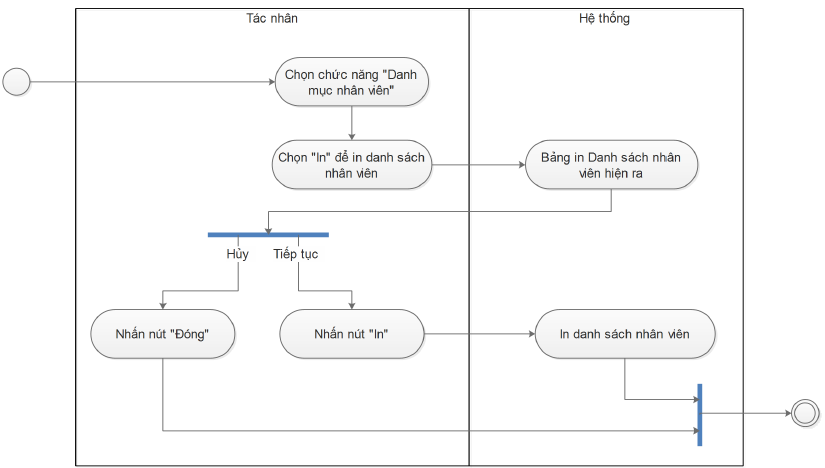 Tác nhân
Hệ thống
Chọn chức năng "Danh
mục nhân viên"
Chọn "In" để in danh sách
nhân viên
Bảng in Danh sách nhân
viên hiện ra
Hủy
Tiếp tục
Nhấn nút "Đóng"
Nhấn nút "In"
In danh sách nhân viên